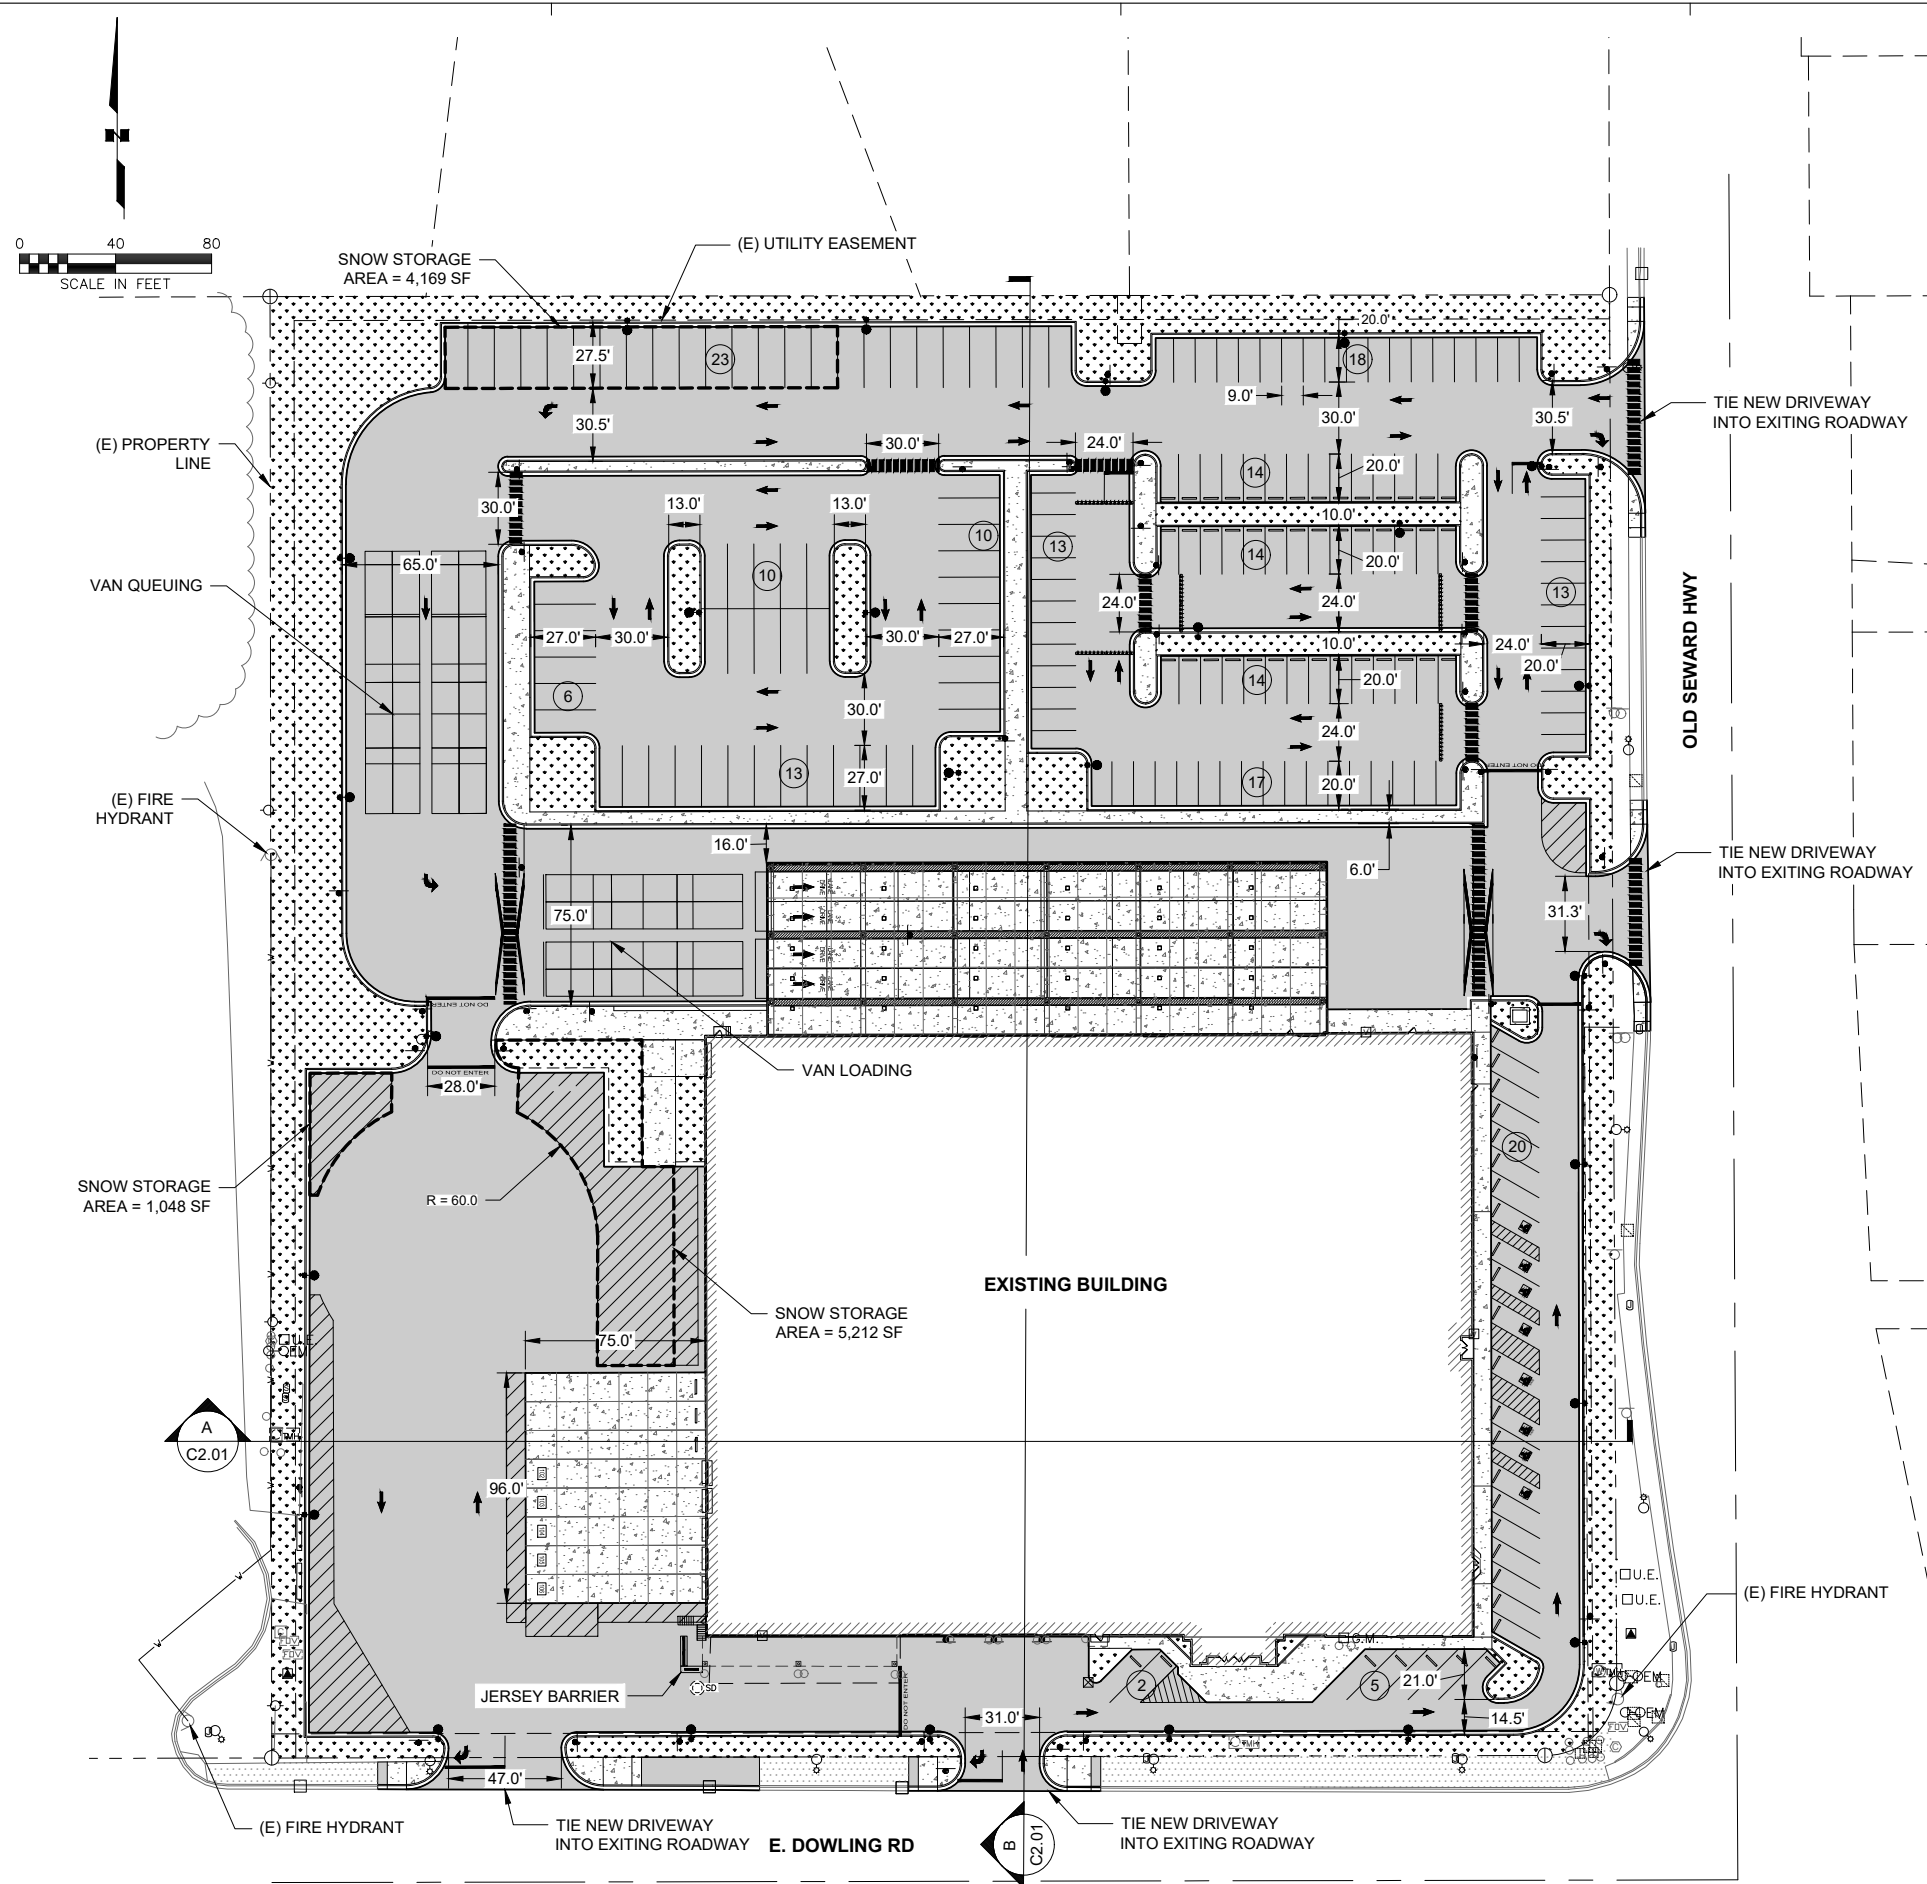 0 40 80
SCALE IN FEET
SNOW STORAGE
AREA = 4,169 SF
(E) UTILITY EASEMENT
20.0'
27.5'
23
18
9.0'
30.0'
30.5'
TIE NEW DRIVEWAY
INTO EXITING ROADWAY
30.5'
(E) PROPERTY
LINE
30.0'
24.0'
14
20.0'
30.0'
13.0'
13.0'
10.0'
10
13
14
20.0'
VAN QUEUING
65.0'
10
24.0'
24.0'
13
27.0'
30.0'
30.0'
27.0'
10.0'
24.0'
20.0'
OLD SEWARD HWY
6
14
20.0'
30.0'
24.0'
DO NOT ENTER
13
27.0'
17
20.0'
(E) FIRE
HYDRANT
16.0'
6.0'
TIE NEW DRIVEWAY
INTO EXITING ROADWAY
75.0'
31.3'
DO NOT ENTER
VAN LOADING
DO NOT ENTER
28.0'
20
SNOW STORAGE
AREA = 1,048 SF
R = 60.0
EXISTING BUILDING
SNOW STORAGE
AREA = 5,212 SF
75.0'
U.E.
A
C2.01
96.0'
U.E.
U.E.
(E) FIRE HYDRANT
G.M.
JERSEY BARRIER
SD
DO NOT ENTER
2
5
21.0'
31.0'
14.5'
47.0'
(E) FIRE HYDRANT
TIE NEW DRIVEWAY
INTO EXITING ROADWAY
E. DOWLING RD
B
C2.01
TIE NEW DRIVEWAY
INTO EXITING ROADWAY